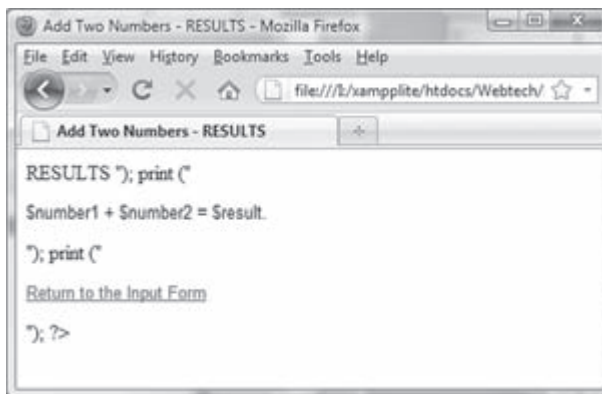 Add Two Numbers - RESULTS - Mozilla Firefox
File Edit View History Bookmarks Tools Help
file:///E:/xampplite/htdocs/Webtech/
Add Two Numbers - RESULTS
RESULTS "); print ("
$number1 + $number2 = $result.
"); print ("
Return to the Input Form
"); ?>